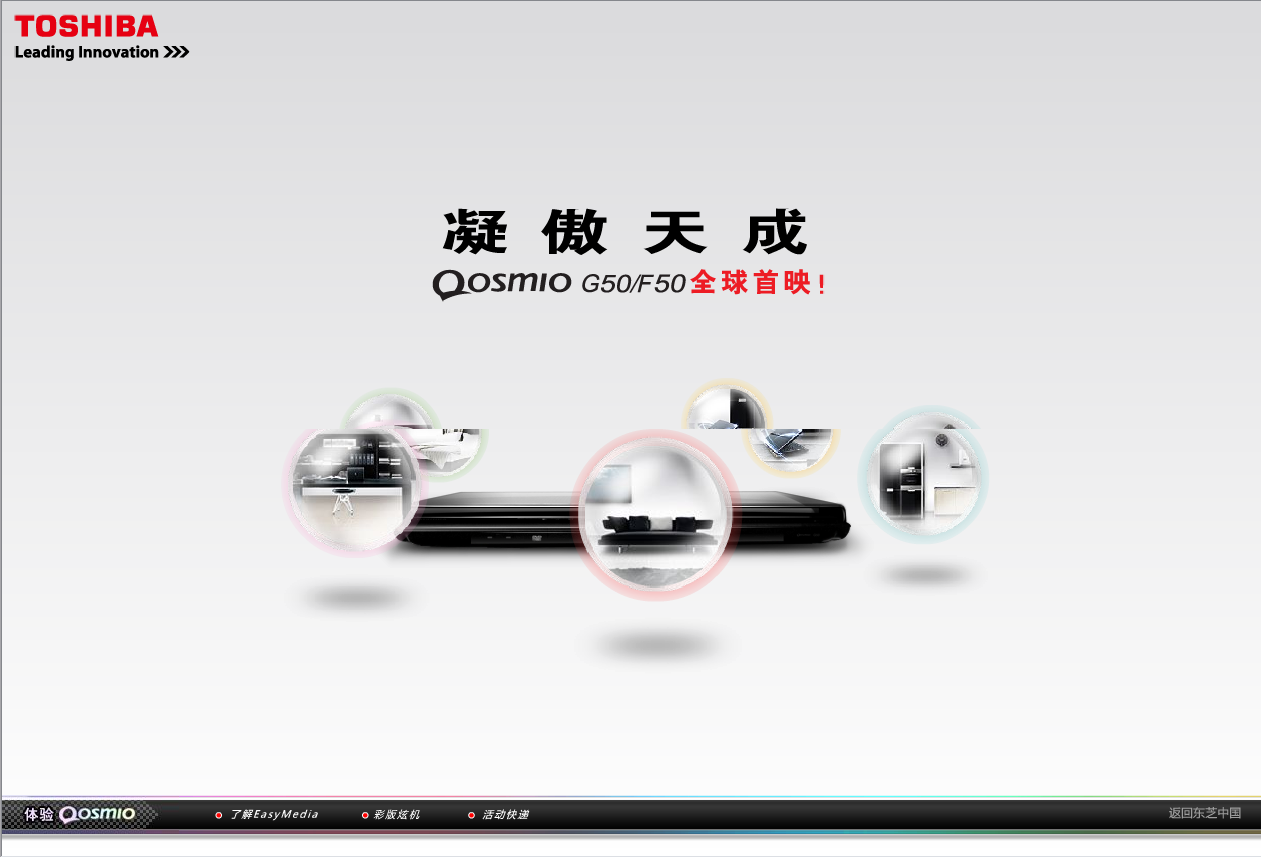 TOSHIBA
Leading Innovation >>>
凝傲天成
Qosmio G50/F50 全球首映!
体验 Qosmio
了解EasyMedia
彩版炫机
活动快递
返回东芝中国